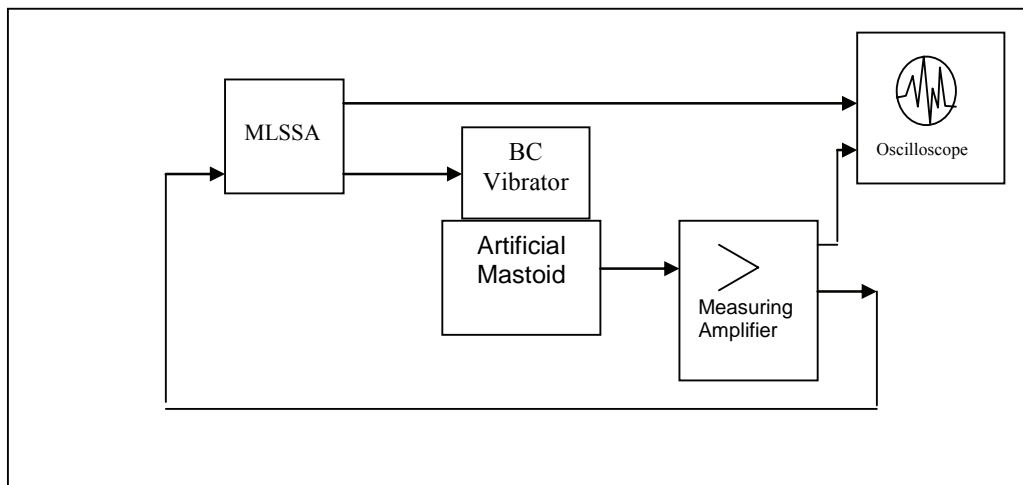 MLSSA
BC
Vibrator
Artificial
Mastoid
Measuring
Amplifier
Oscilloscope